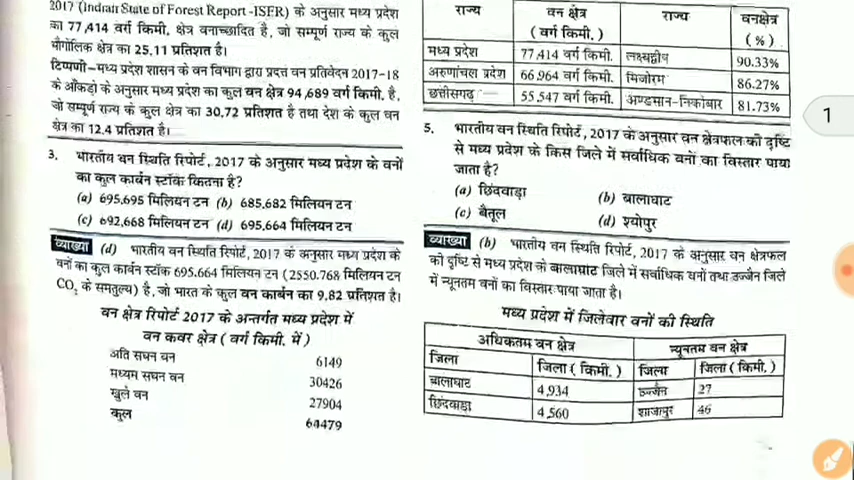 2017 (Indian State of Forest Report -ISFR) के अनुसार मध्य प्रदेश
का 77,414 वर्ग किमी. क्षेत्र वनाच्छादित है, जो सम्पूर्ण राज्य के कुल
भौगोलिक क्षेत्र का 25.11 प्रतिशत है।
टिप्पणी–मध्य प्रदेश शासन के वन विभाग द्वारा प्रदत्त वन प्रतिवेदन 2017-18
के आँकड़ो के अनुसार मध्य प्रदेश का कुल वन क्षेत्र 94,689 वर्ग किमी. है,
जो सम्पूर्ण राज्य के कुल क्षेत्र का 30.72 प्रतिशत है तथा देश के कुल वन
क्षेत्र का 12.4 प्रतिशत है।
3. भारतीय वन स्थिति रिपोर्ट, 2017 के अनुसार मध्य प्रदेश के वनों
का कुल कार्बन स्टॉक कितना है?
(a) 695,695 मिलियन टन (b) 685,682 मिलियन टन
(c) 692,668 मिलियन टन (d) 695,664 मिलियन टन
व्याख्या (d) भारतीय वन स्थिति रिपोर्ट, 2017 के अनुसार मध्य प्रदेश के
वनों का कुल कार्बन स्टॉक 695.664 मिलियन टन (2550.768 मिलियन टन
CO₂ के समतुल्य) है, जो भारत के कुल वन कार्बन का 9.82 प्रतिशत है।
वन क्षेत्र रिपोर्ट 2017 के अन्तर्गत मध्य प्रदेश में
वन कवर क्षेत्र (वर्ग किमी. में)
अति सघन वन 6149
मध्यम सघन वन 30426
खुले वन 27904
कुल 64479
राज्य वन क्षेत्र राज्य वनक्षेत्र
(वर्ग किमी.) (%)
मध्य प्रदेश 77,414 वर्ग किमी. लक्ष्यद्वीप 90.33%
अरुणांचल प्रदेश 66,964 वर्ग किमी. मिजोरम 86.27%
छत्तीसगढ़ 55,547 वर्ग किमी. अण्डमान-निकोबार 81.73%
5. भारतीय वन स्थिति रिपोर्ट, 2017 के अनुसार वन क्षेत्रफल की दृष्टि
से मध्य प्रदेश के किस जिले में सर्वाधिक वनों का विस्तार पाया
जाता है?
(a) छिंदवाड़ा (b) बालाघाट
(c) बैतूल (d) श्योपुर
व्याख्या (b) भारतीय वन स्थिति रिपोर्ट, 2017 के अनुसार वन क्षेत्रफल
की दृष्टि से मध्य प्रदेश के बालाघाट जिले में सर्वाधिक वनों तथा उज्जैन जिले
में न्यूनतम वनों का विस्तार पाया जाता है।
मध्य प्रदेश में जिलेवार वनों की स्थिति
अधिकतम वन क्षेत्र न्यूनतम वन क्षेत्र
जिला जिला (किमी.) जिला जिला (किमी.)
बालाघाट 4,934 उज्जैन 27
छिंदवाड़ा 4,560 शाजापुर 46
1